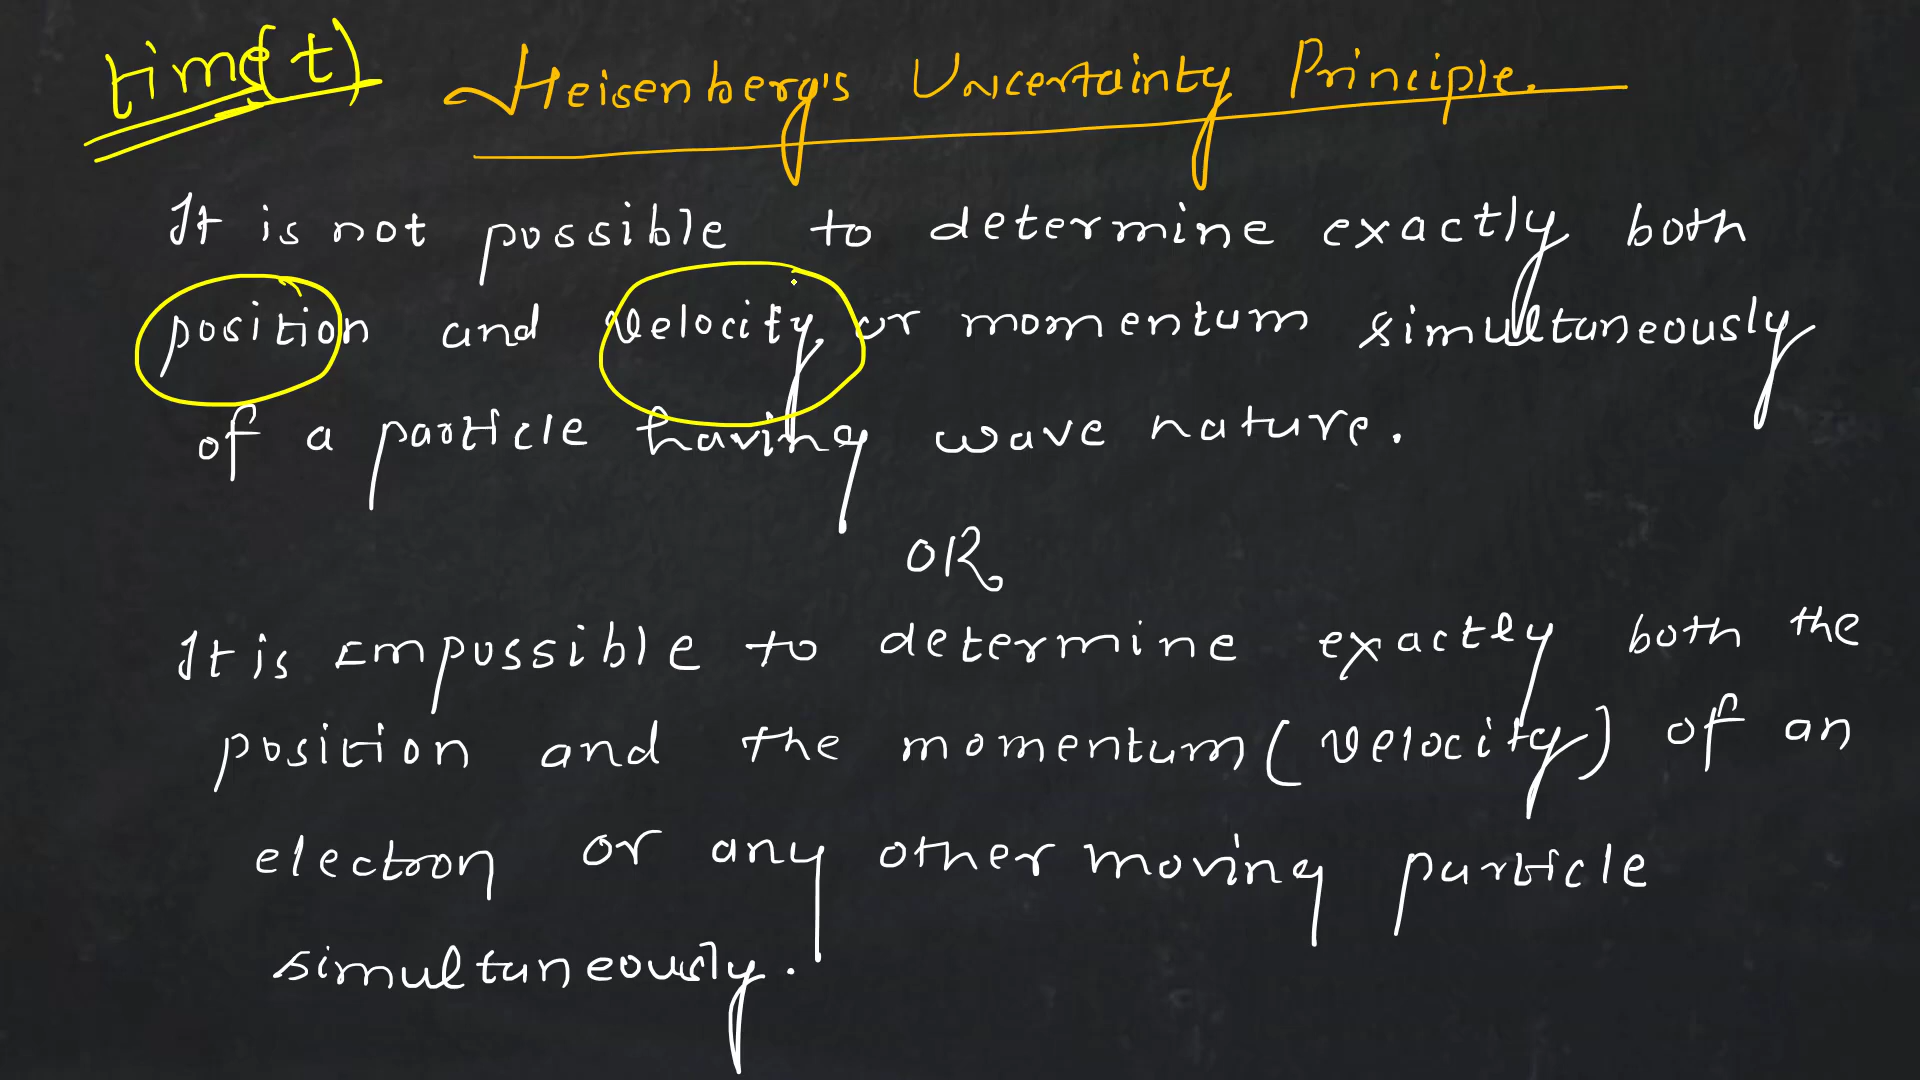 time(t) Heisenberg's Uncertainty Principle.
It is not possible to determine exactly both
position and velocity or momentum simultaneously
of a particle having wave nature.
OR
It is Impossible to determine exactly both the
position and the momentum (velocity) of an
electron or any other moving particle
simultaneously.